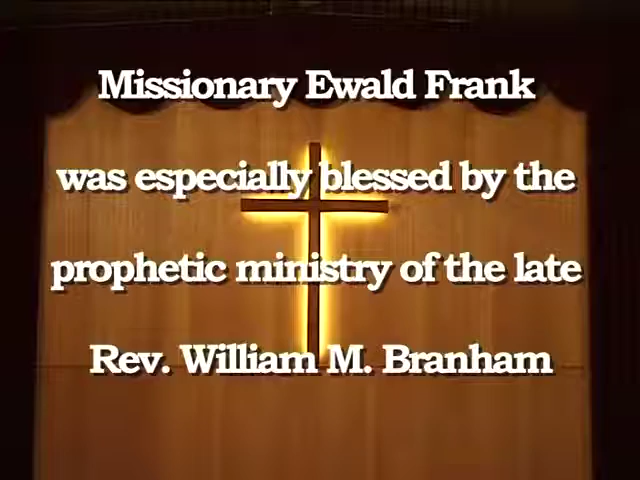 Missionary Ewald Frank
was especially blessed by the
prophetic ministry of the late
Rev. William M. Branham